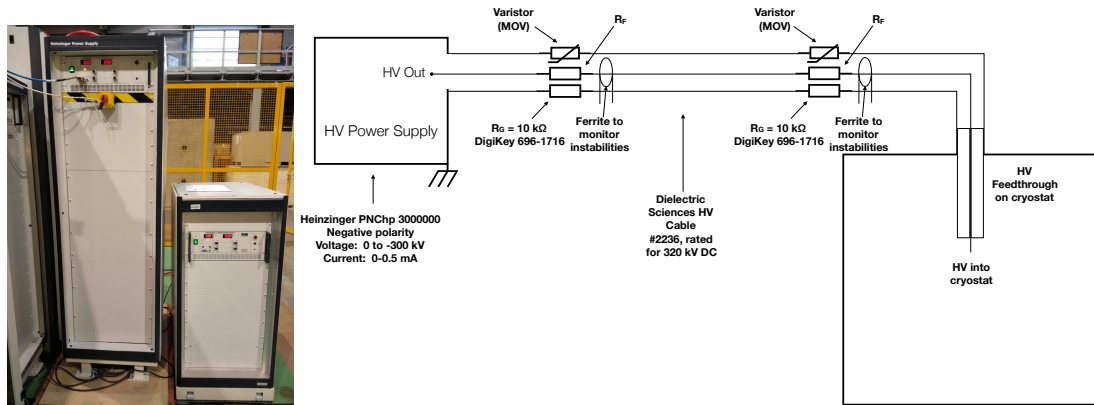 Heinzinger Power Supply
Varistor
(MOV)
RF
Varistor
(MOV)
RF
HV Out
HV Power Supply
RG = 10 kΩ
DigiKey 696-1716
Ferrite to
monitor
instabilities
RG = 10 kΩ
DigiKey 696-1716
Ferrite to
monitor
instabilities
HV
Feedthrough
on cryostat
Heinzinger PNChp 3000000
Negative polarity
Voltage: 0 to -300 kV
Current: 0-0.5 mA
Dielectric
Sciences HV
Cable
#2236, rated
for 320 kV DC
HV into
cryostat